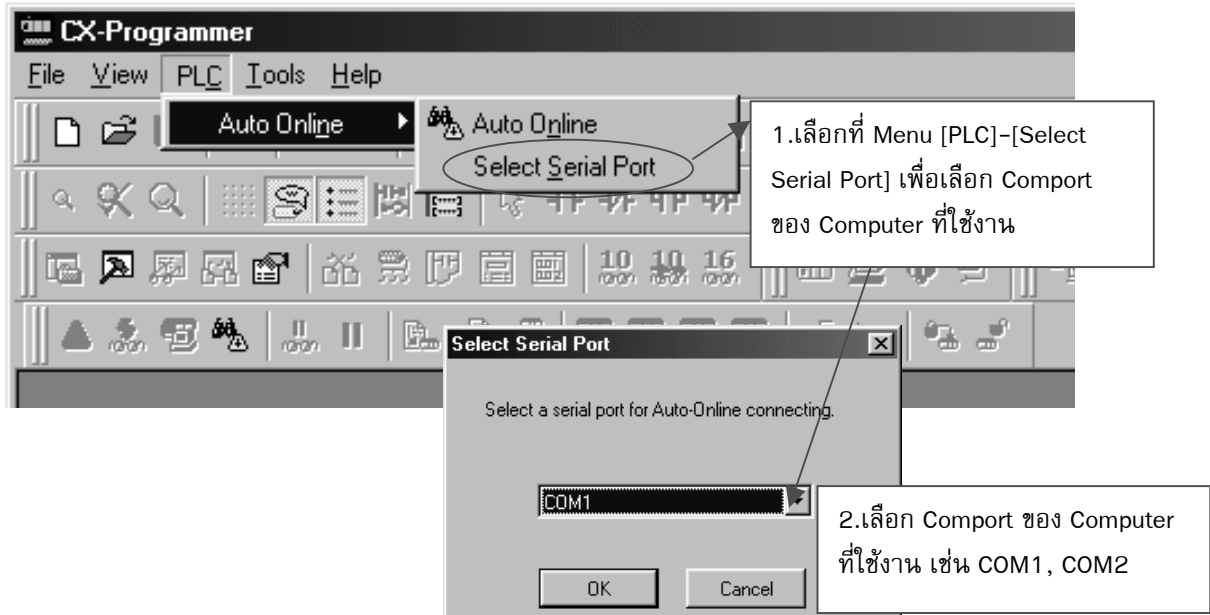 CX-Programmer
File View PLC Tools Help
Auto Online
Auto Online
Select Serial Port
1.เลือกที่ Menu [PLC]-[Select
Serial Port] เพื่อเลือก Comport
ของ Computer ที่ใช้งาน
10 10 16
Select Serial Port
Select a serial port for Auto-Online connecting.
COM1
2.เลือก Comport ของ Computer
ที่ใช้งาน เช่น COM1, COM2
OK Cancel